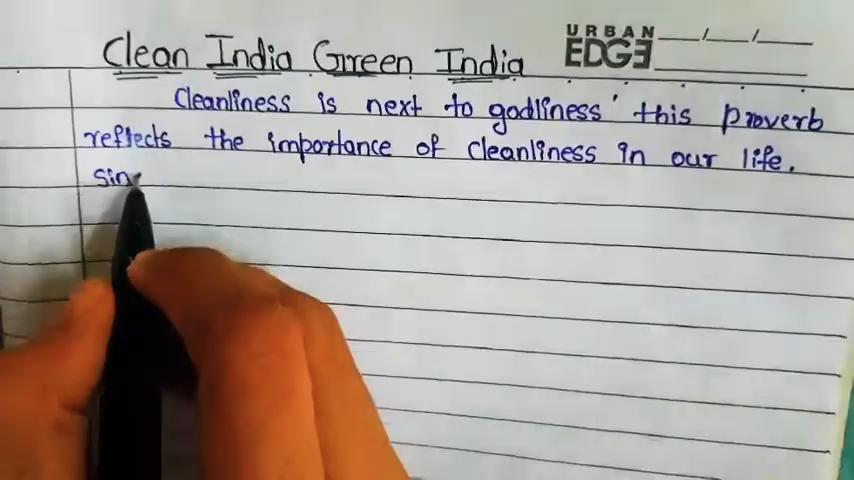 Clean India Green India
URBAN
EDGE
Cleanliness is next to godliness' this proverb
reflects the importance of cleanliness in our life.
sin